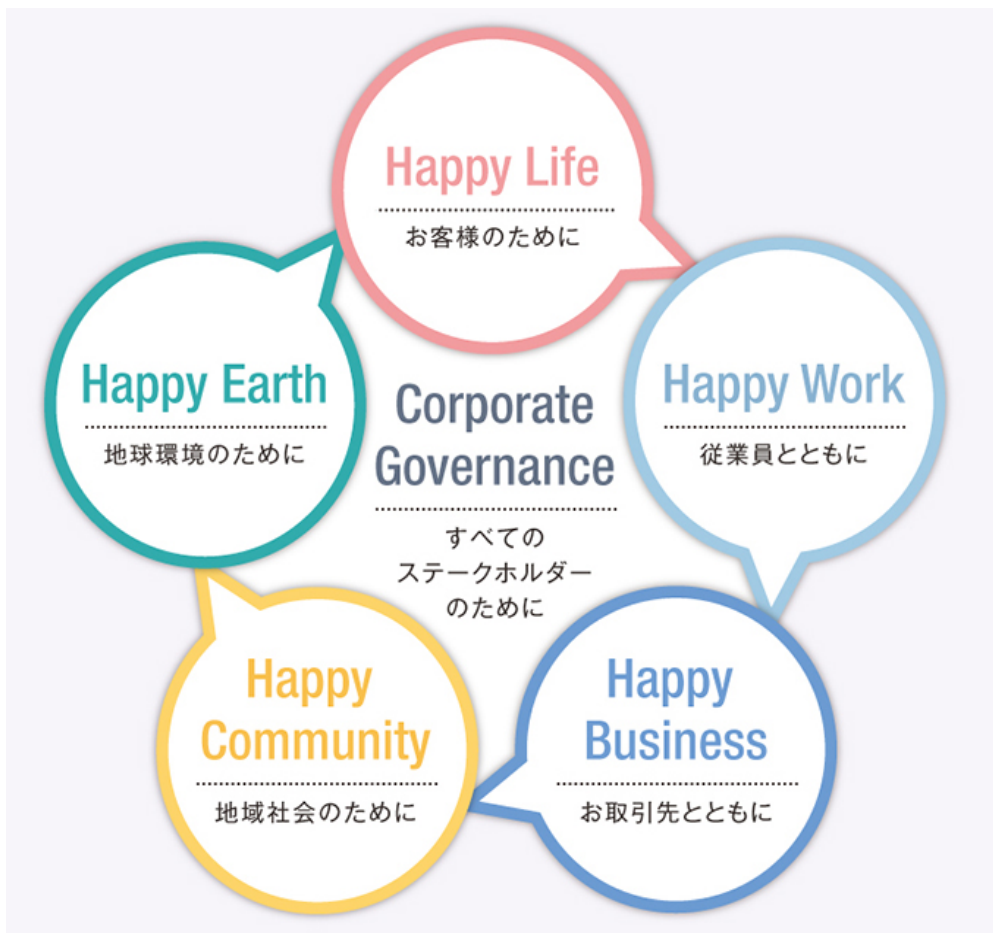 Happy Life
お客様のために
Happy Earth
地球環境のために
Corporate
Governance
すべての
ステークホルダー
のために
Happy Work
従業員とともに
Happy
Community
地域社会のために
Happy
Business
お取引先とともに